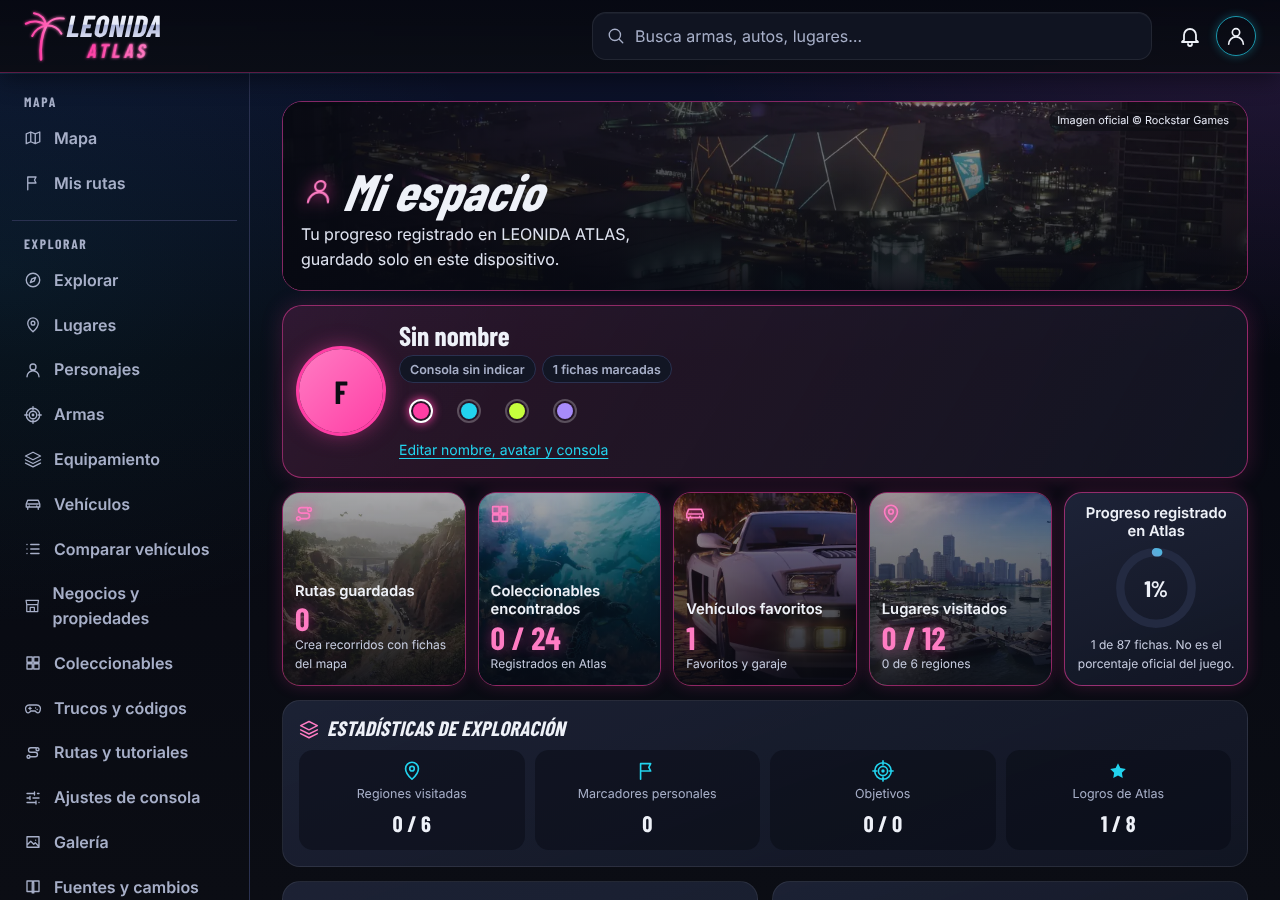 LEONIDA
ATLAS
Busca armas, autos, lugares...
MAPA
Mapa
Mis rutas
EXPLORAR
Explorar
Lugares
Personajes
Armas
Equipamiento
Vehículos
Comparar vehículos
Negocios y
propiedades
Coleccionables
Trucos y códigos
Rutas y tutoriales
Ajustes de consola
Galería
Fuentes y cambios
Imagen oficial © Rockstar Games
Mi espacio
Tu progreso registrado en LEONIDA ATLAS,
guardado solo en este dispositivo.
F
Sin nombre
Consola sin indicar
1 fichas marcadas
Editar nombre, avatar y consola
Rutas guardadas
0
Crea recorridos con fichas
del mapa
Coleccionables
encontrados
0 / 24
Registrados en Atlas
Vehículos favoritos
1
Favoritos y garaje
Lugares visitados
0 / 12
0 de 6 regiones
Progreso registrado
en Atlas
1%
1 de 87 fichas. No es el
porcentaje oficial del juego.
ESTADÍSTICAS DE EXPLORACIÓN
Regiones visitadas
0 / 6
Marcadores personales
0
Objetivos
0 / 0
Logros de Atlas
1 / 8